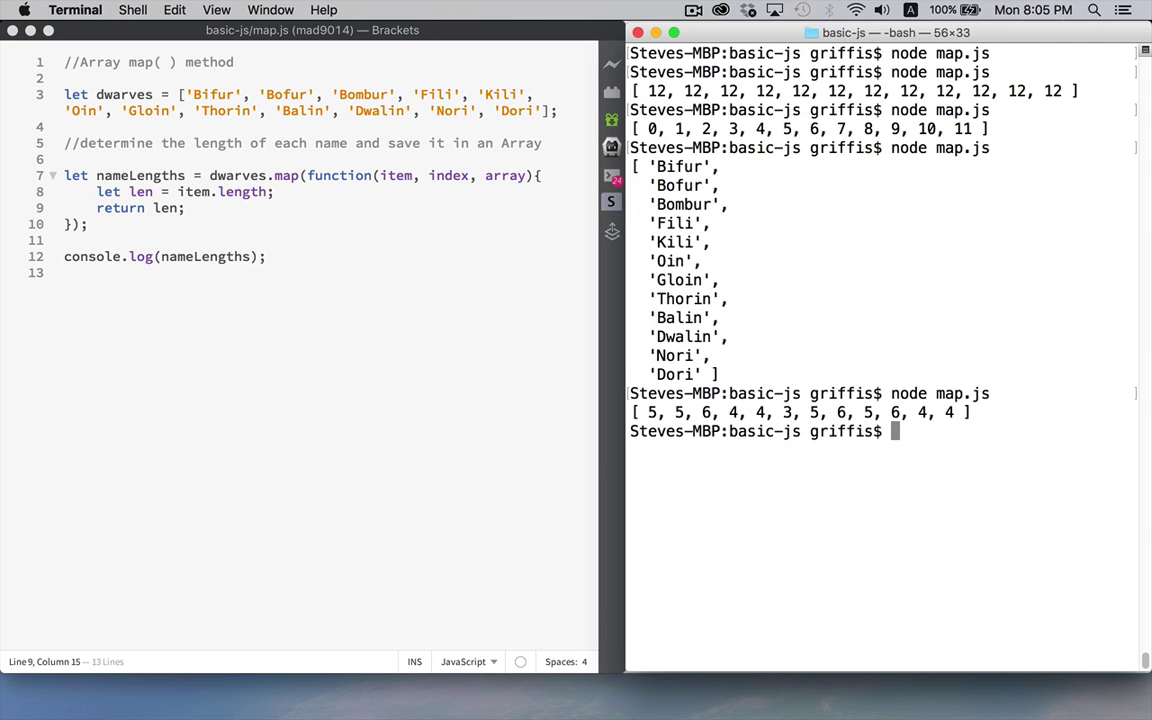 Terminal Shell Edit View Window Help
A 100% Mon 8:05 PM
basic-js/map.js (mad9014) — Brackets
1 //Array map( ) method
2
3 let dwarves = ['Bifur', 'Bofur', 'Bombur', 'Fili', 'Kili',
'Oin', 'Gloin', 'Thorin', 'Balin', 'Dwalin', 'Nori', 'Dori'];
4
5 //determine the length of each name and save it in an Array
6
7 let nameLengths = dwarves.map(function(item, index, array){
8 let len = item.length;
9 return len;
10 });
11
12 console.log(nameLengths);
13
24
S
Line 9, Column 15 — 13 Lines
INS JavaScript Spaces: 4
basic-js — -bash — 56×33
Steves-MBP:basic-js griffis$ node map.js
Steves-MBP:basic-js griffis$ node map.js
[ 12, 12, 12, 12, 12, 12, 12, 12, 12, 12, 12, 12 ]
Steves-MBP:basic-js griffis$ node map.js
[ 0, 1, 2, 3, 4, 5, 6, 7, 8, 9, 10, 11 ]
Steves-MBP:basic-js griffis$ node map.js
[ 'Bifur',
'Bofur',
'Bombur',
'Fili',
'Kili',
'Oin',
'Gloin',
'Thorin',
'Balin',
'Dwalin',
'Nori',
'Dori' ]
Steves-MBP:basic-js griffis$ node map.js
[ 5, 5, 6, 4, 4, 3, 5, 6, 5, 6, 4, 4 ]
Steves-MBP:basic-js griffis$